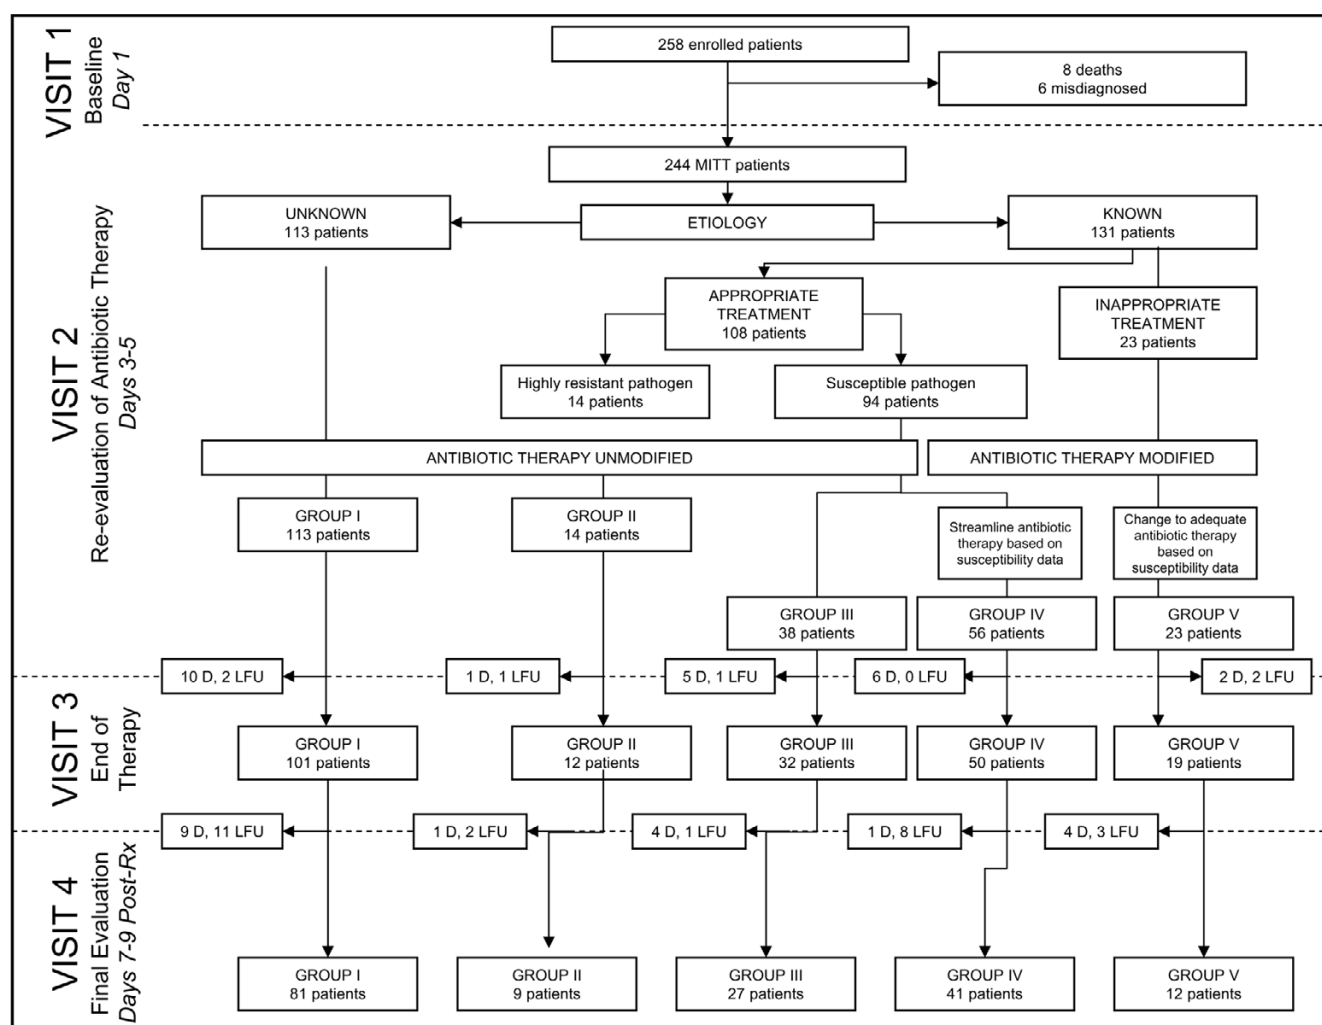 VISIT 1
Baseline
Day 1
258 enrolled patients
8 deaths
6 misdiagnosed
VISIT 2
Re-evaluation of Antibiotic Therapy
Days 3-5
244 MITT patients
UNKNOWN
113 patients
ETIOLOGY
KNOWN
131 patients
APPROPRIATE
TREATMENT
108 patients
INAPPROPRIATE
TREATMENT
23 patients
Highly resistant pathogen
14 patients
Susceptible pathogen
94 patients
ANTIBIOTIC THERAPY UNMODIFIED
ANTIBIOTIC THERAPY MODIFIED
GROUP I
113 patients
GROUP II
14 patients
Streamline antibiotic
therapy based on
susceptibility data
Change to adequate
antibiotic therapy
based on
susceptibility data
GROUP III
38 patients
GROUP IV
56 patients
GROUP V
23 patients
10 D, 2 LFU
1 D, 1 LFU
5 D, 1 LFU
6 D, 0 LFU
2 D, 2 LFU
VISIT 3
End of
Therapy
GROUP I
101 patients
GROUP II
12 patients
GROUP III
32 patients
GROUP IV
50 patients
GROUP V
19 patients
9 D, 11 LFU
1 D, 2 LFU
4 D, 1 LFU
1 D, 8 LFU
4 D, 3 LFU
VISIT 4
Final Evaluation
Days 7-9 Post-Rx
GROUP I
81 patients
GROUP II
9 patients
GROUP III
27 patients
GROUP IV
41 patients
GROUP V
12 patients